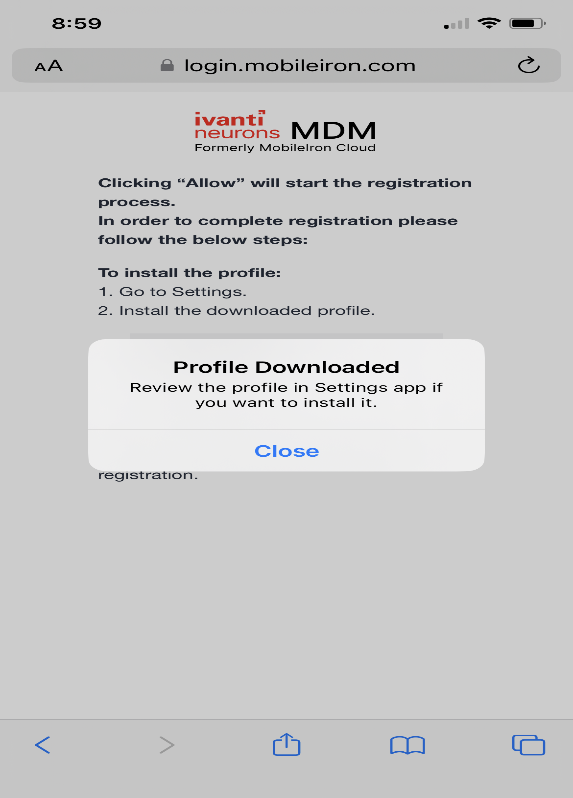 8:59
AA login.mobileiron.com
ivanti
neurons MDM
Formerly MobileIron Cloud
Clicking “Allow” will start the registration
process.
In order to complete registration please
follow the below steps:
To install the profile:
1. Go to Settings.
2. Install the downloaded profile.
Profile Downloaded
Review the profile in Settings app if
you want to install it.
Close
registration.